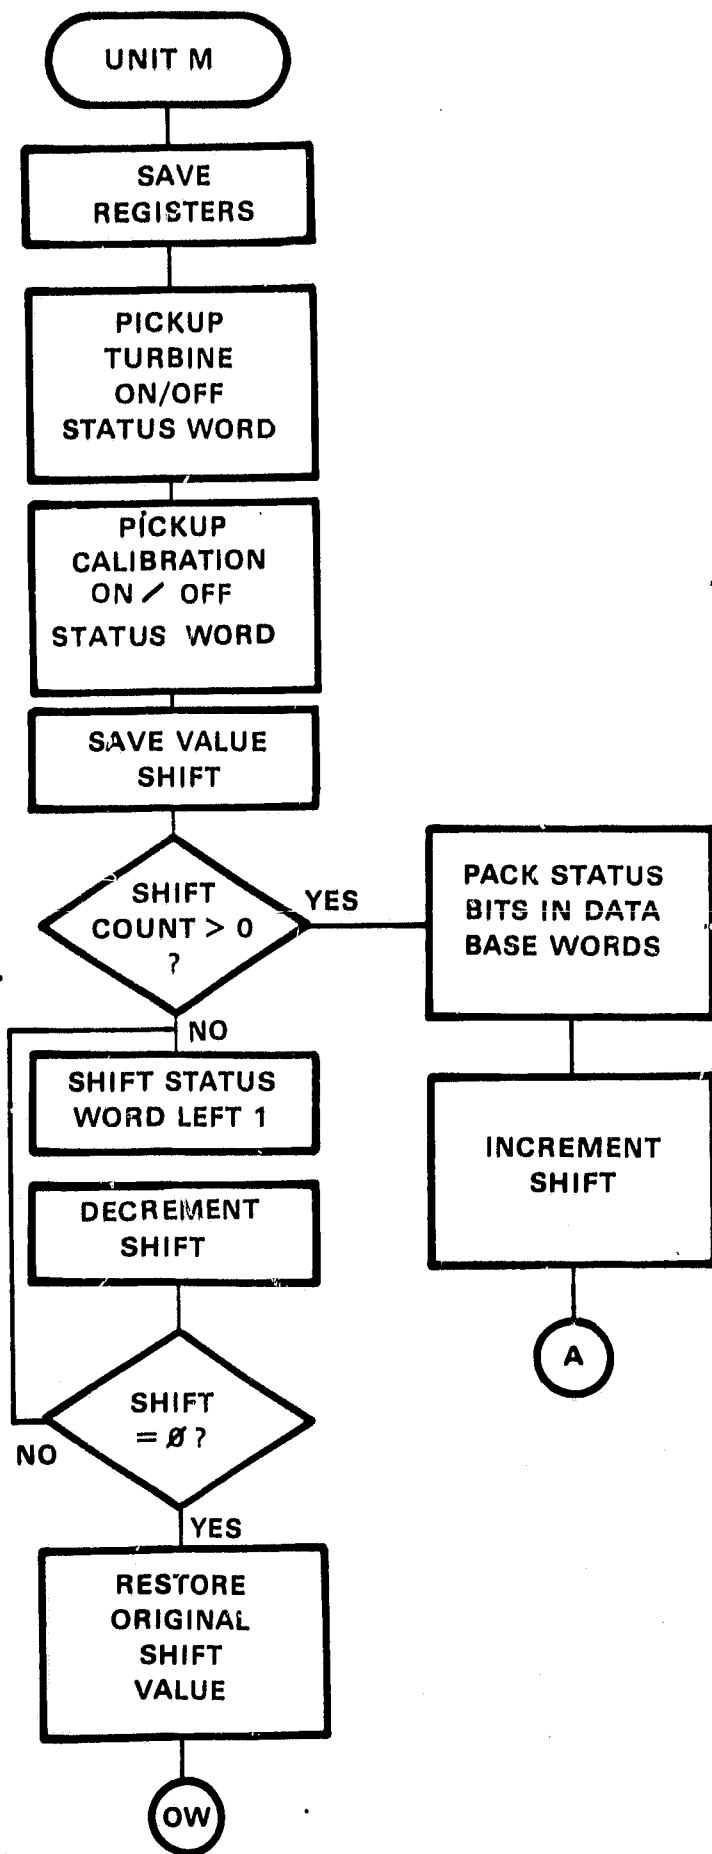 UNIT M
SAVE
REGISTERS
PICKUP
TURBINE
ON/OFF
STATUS WORD
PICKUP
CALIBRATION
ON / OFF
STATUS WORD
SAVE VALUE
SHIFT
SHIFT
COUNT > 0
?
YES
PACK STATUS
BITS IN DATA
BASE WORDS
INCREMENT
SHIFT
A
NO
SHIFT STATUS
WORD LEFT 1
DECREMENT
SHIFT
SHIFT
= Ø ?
NO
YES
RESTORE
ORIGINAL
SHIFT
VALUE
OW